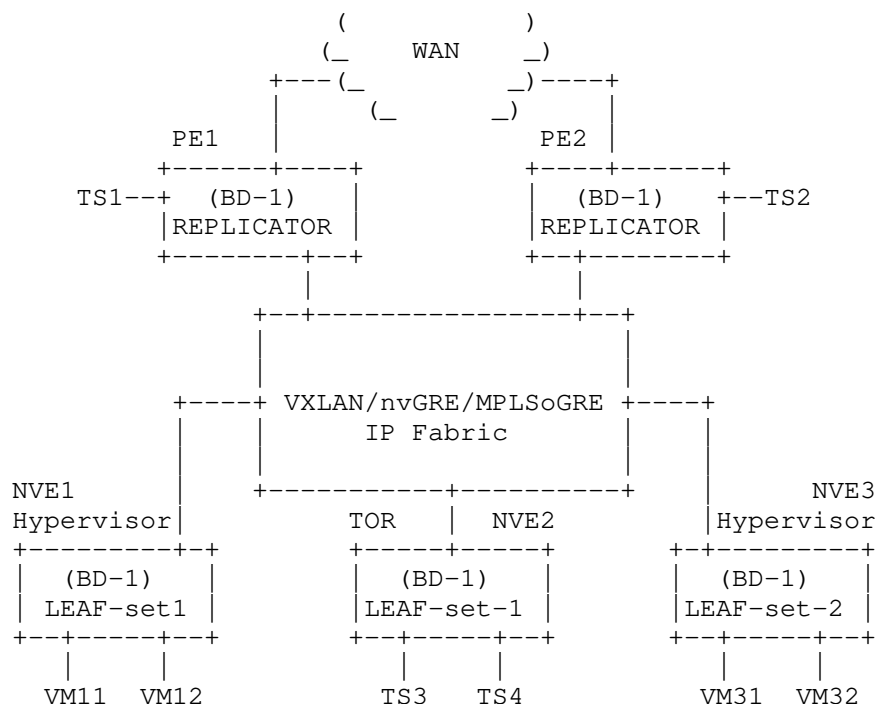 WAN
PE1 PE2
TS1 (BD-1) (BD-1) TS2
REPLICATOR REPLICATOR
VXLAN/nvGRE/MPLSoGRE
IP Fabric
NVE1 NVE3
Hypervisor TOR NVE2 Hypervisor
(BD-1) (BD-1) (BD-1)
LEAF-set1 LEAF-set-1 LEAF-set-2
VM11 VM12 TS3 TS4 VM31 VM32